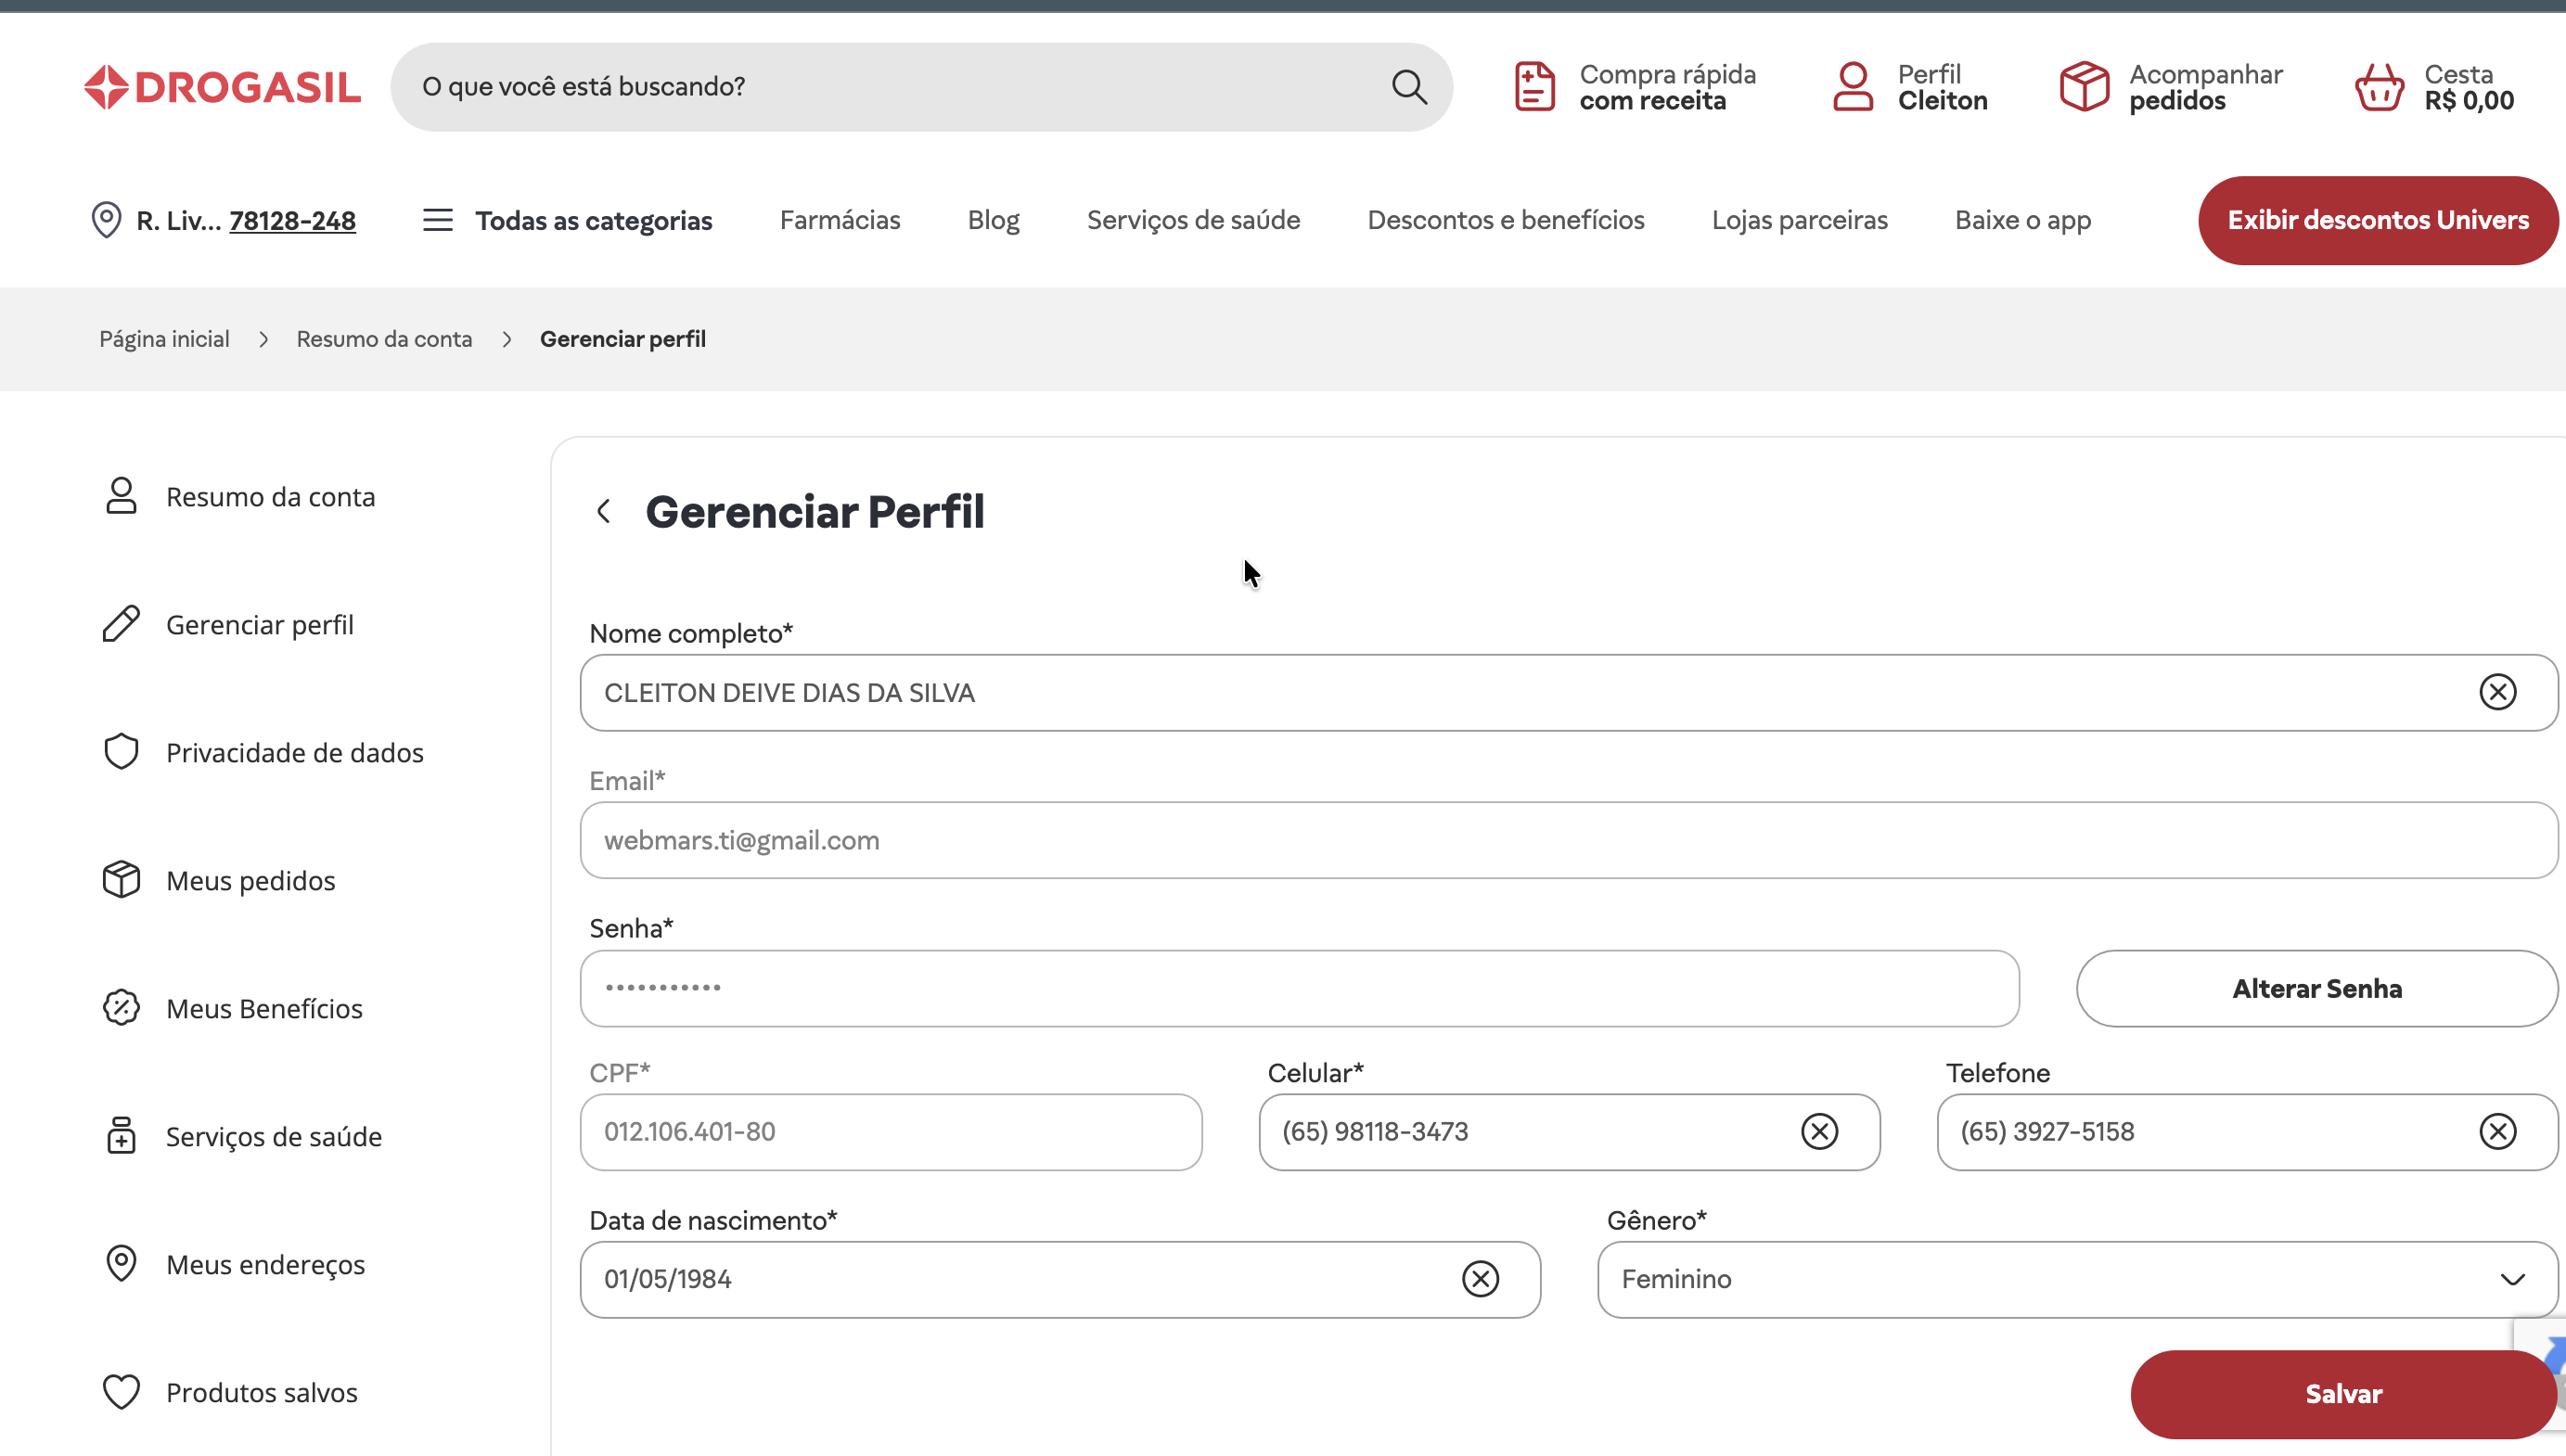 DROGASIL
O que você está buscando?
Compra rápida
com receita
Perfil
Cleiton
Acompanhar
pedidos
Cesta
R$ 0,00
R. Liv... 78128-248
Todas as categorias
Farmácias
Blog
Serviços de saúde
Descontos e benefícios
Lojas parceiras
Baixe o app
Exibir descontos Univers
Página inicial > Resumo da conta > Gerenciar perfil
Resumo da conta
Gerenciar perfil
Privacidade de dados
Meus pedidos
Meus Benefícios
Serviços de saúde
Meus endereços
Produtos salvos
Gerenciar Perfil
Nome completo*
CLEITON DEIVE DIAS DA SILVA
Email*
webmars.ti@gmail.com
Senha*
•••••••••••
Alterar Senha
CPF*
012.106.401-80
Celular*
(65) 98118-3473
Telefone
(65) 3927-5158
Data de nascimento*
01/05/1984
Gênero*
Feminino
Salvar